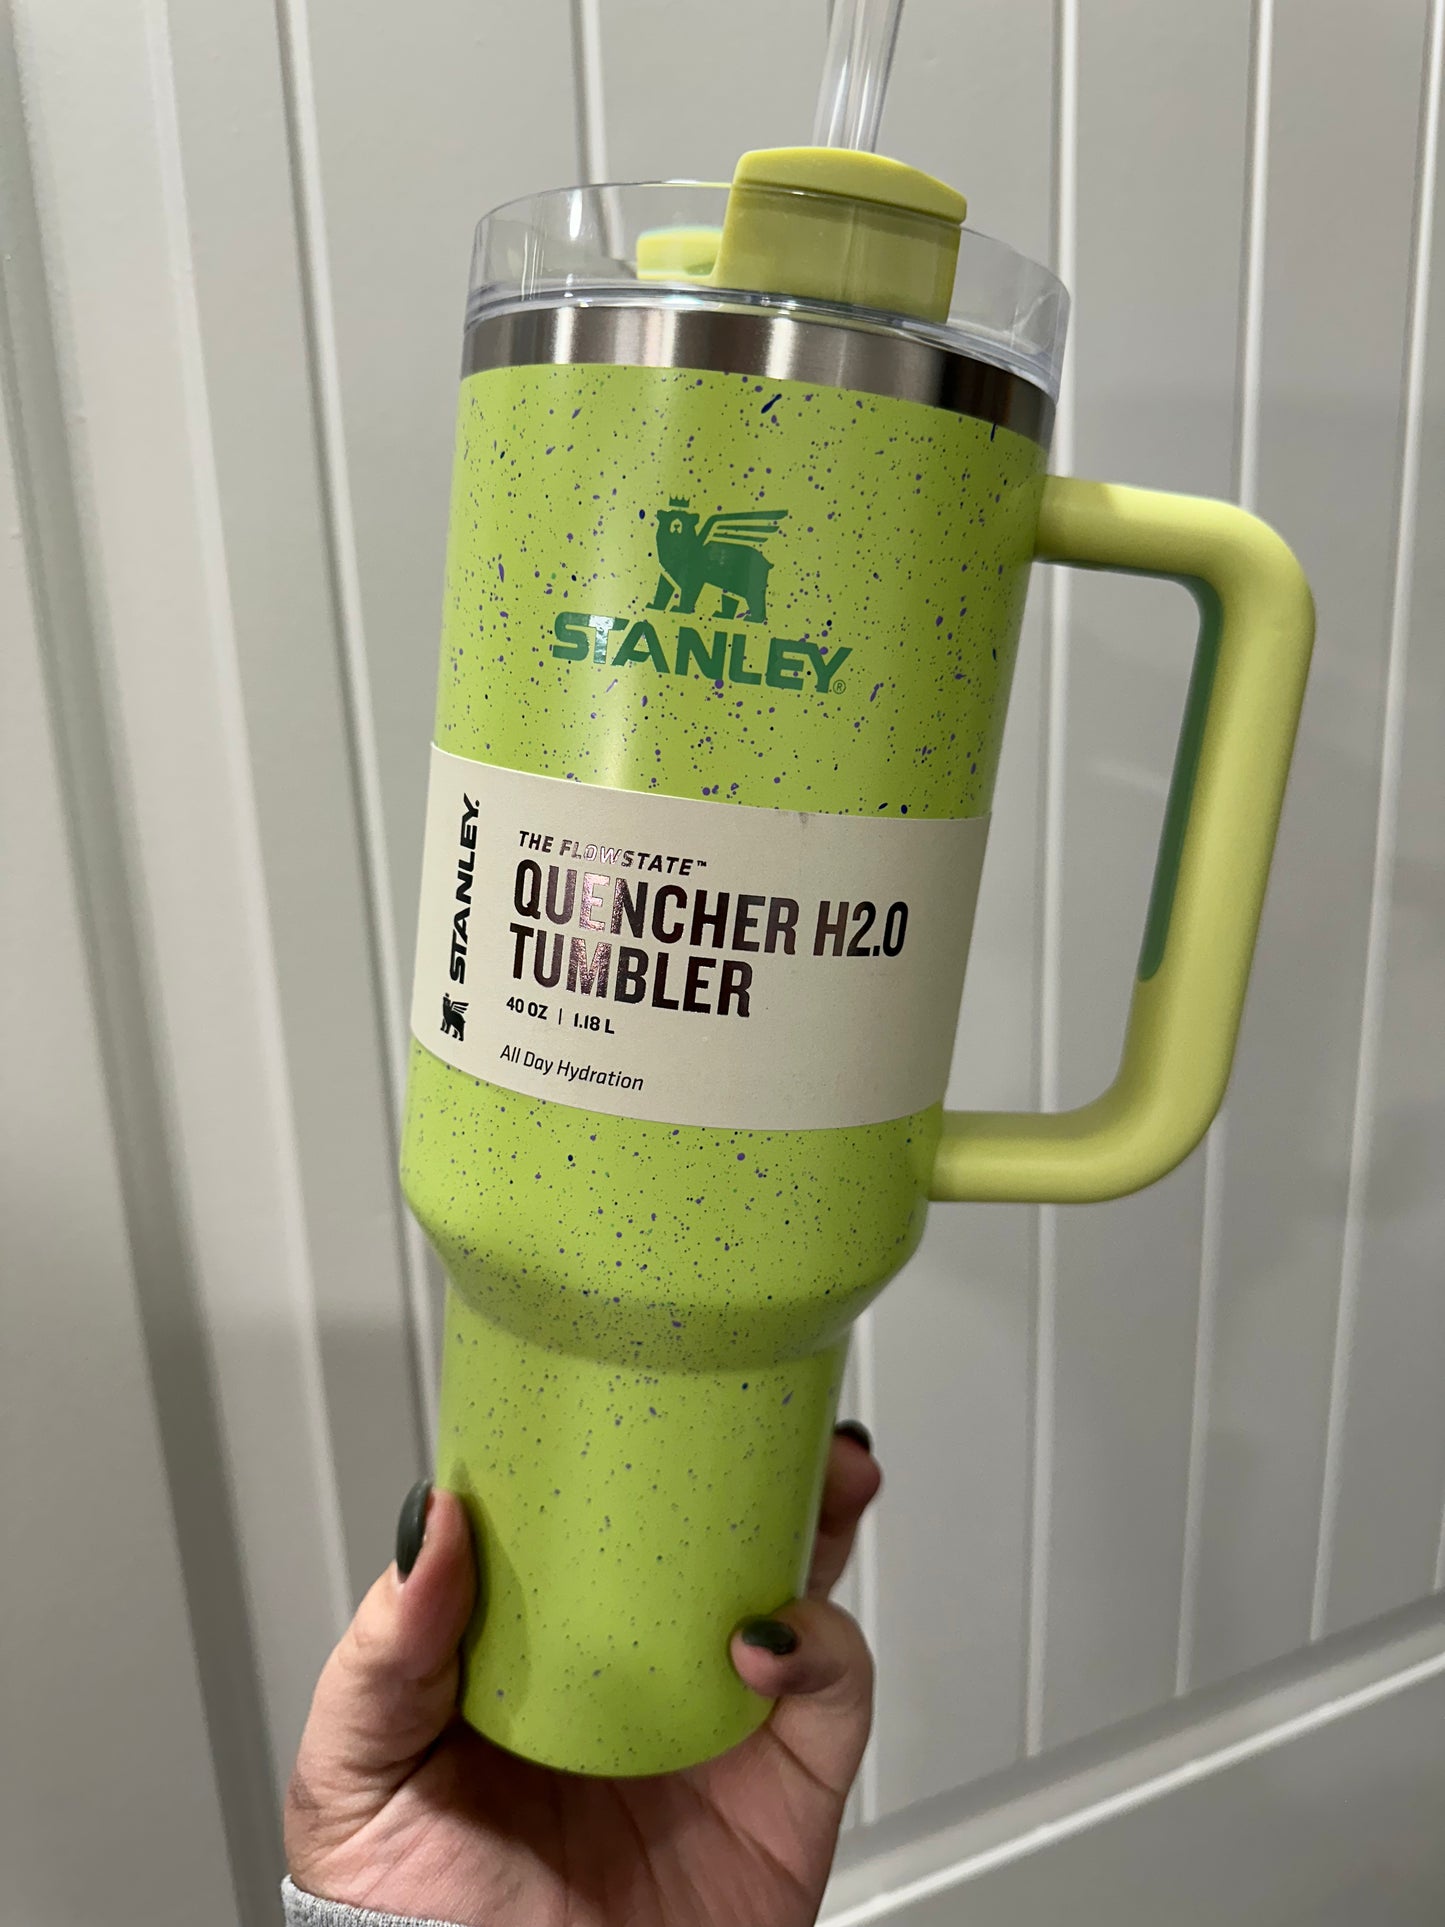 STANLEY®
STANLEY.
THE FLOWSTATE™
QUENCHER H2.0
TUMBLER
40 OZ | 1.18 L
All Day Hydration